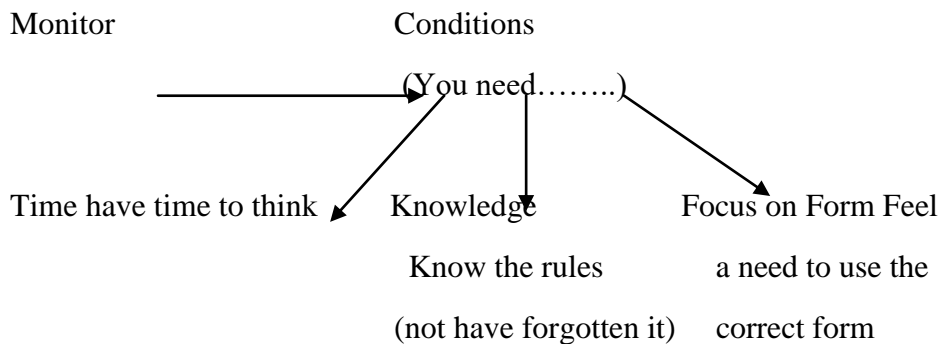 Monitor Conditions
(You need……..)
Time have time to think Knowledge Focus on Form Feel
Know the rules a need to use the
(not have forgotten it) correct form